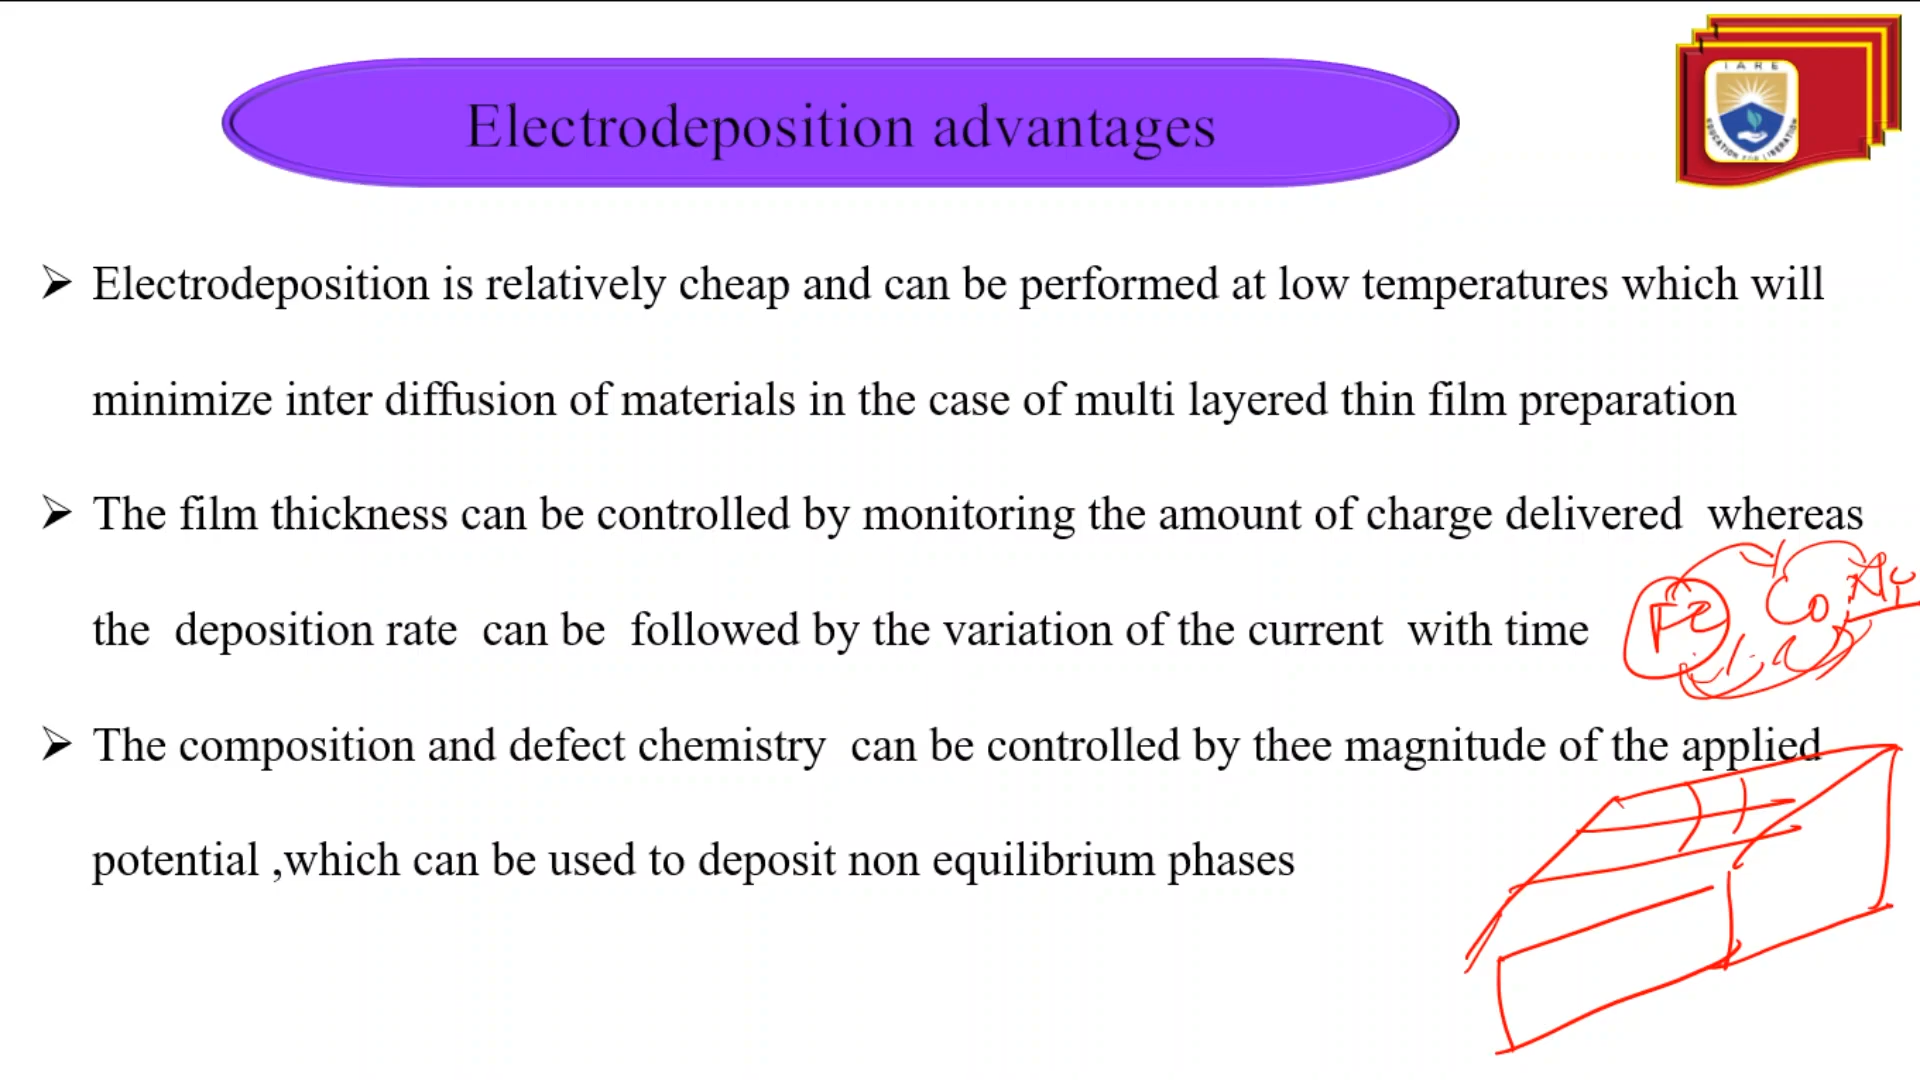 Electrodeposition advantages
I A R E
EDUCATION FOR LIBERATION
➢ Electrodeposition is relatively cheap and can be performed at low temperatures which will
minimize inter diffusion of materials in the case of multi layered thin film preparation
➢ The film thickness can be controlled by monitoring the amount of charge delivered whereas
the deposition rate can be followed by the variation of the current with time
Fe Co
➢ The composition and defect chemistry can be controlled by thee magnitude of the applied
potential ,which can be used to deposit non equilibrium phases